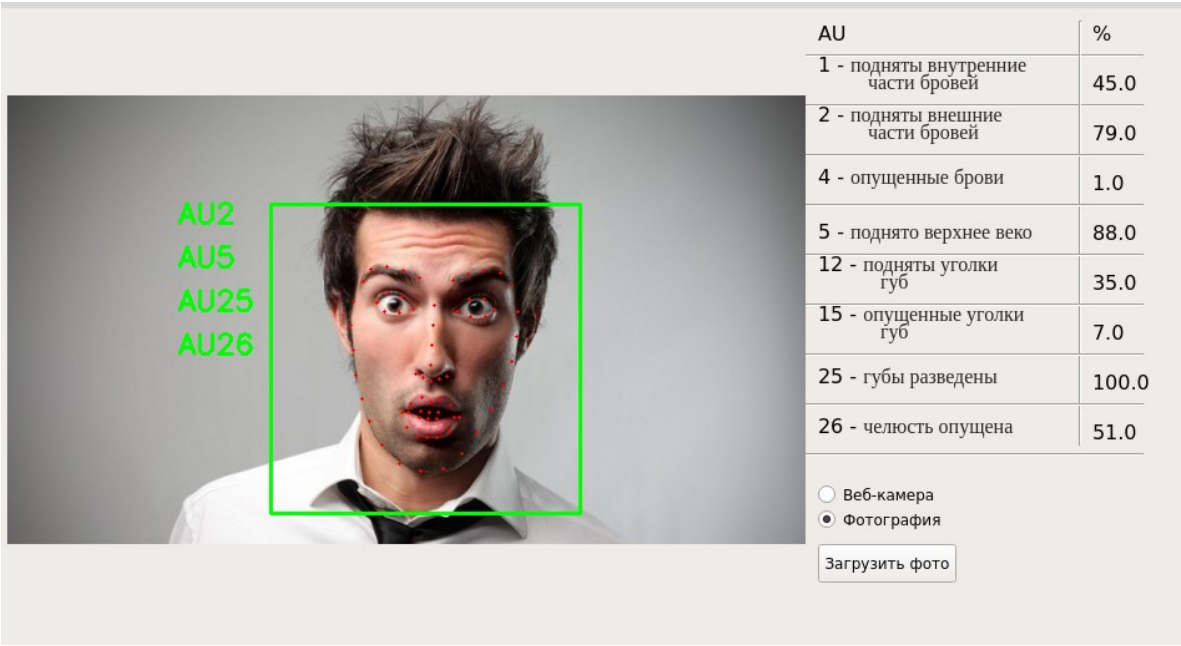 AU2
AU5
AU25
AU26
AU %
1 - подняты внутренние
части бровей 45.0
2 - подняты внешние
части бровей 79.0
4 - опущенные брови 1.0
5 - поднято верхнее веко 88.0
12 - подняты уголки
губ 35.0
15 - опущенные уголки
губ 7.0
25 - губы разведены 100.0
26 - челюсть опущена 51.0
Веб-камера
Фотография
Загрузить фото